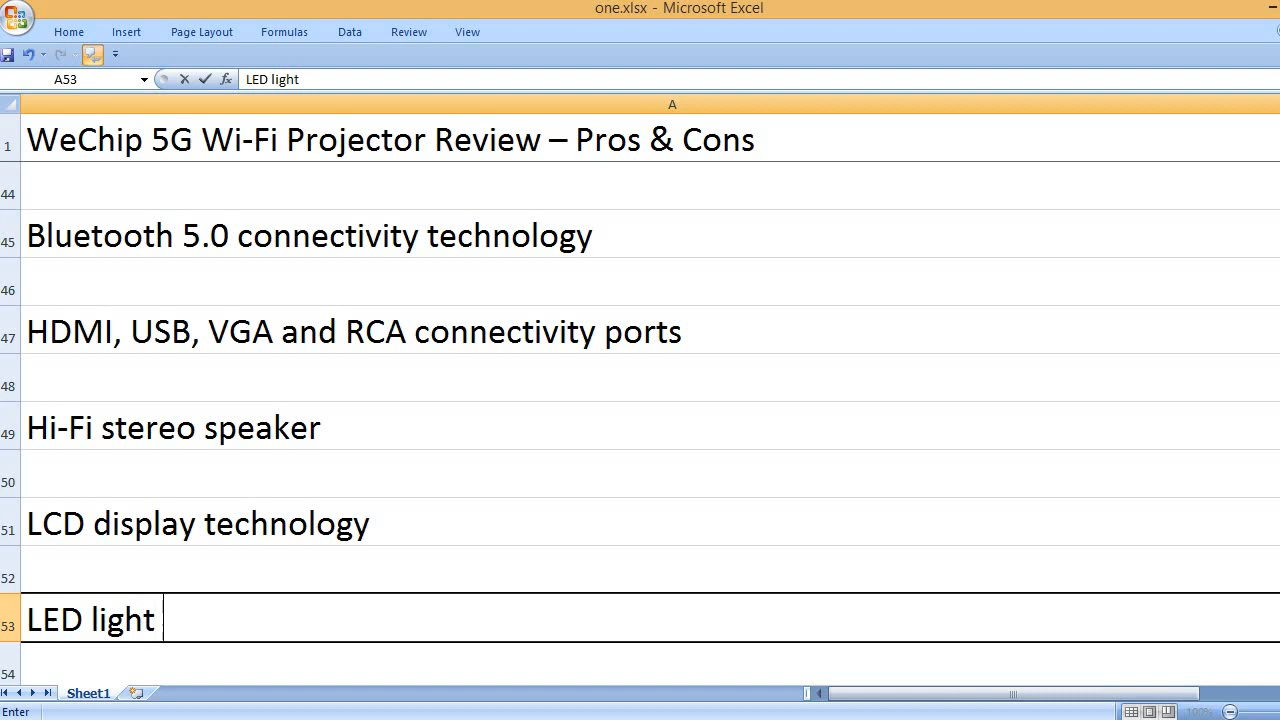 one.xlsx - Microsoft Excel
Home Insert Page Layout Formulas Data Review View
A53 fx LED light
A
1 WeChip 5G Wi-Fi Projector Review – Pros & Cons
44
45 Bluetooth 5.0 connectivity technology
46
47 HDMI, USB, VGA and RCA connectivity ports
48
49 Hi-Fi stereo speaker
50
51 LCD display technology
52
53 LED light
54
Sheet1
Enter 100%